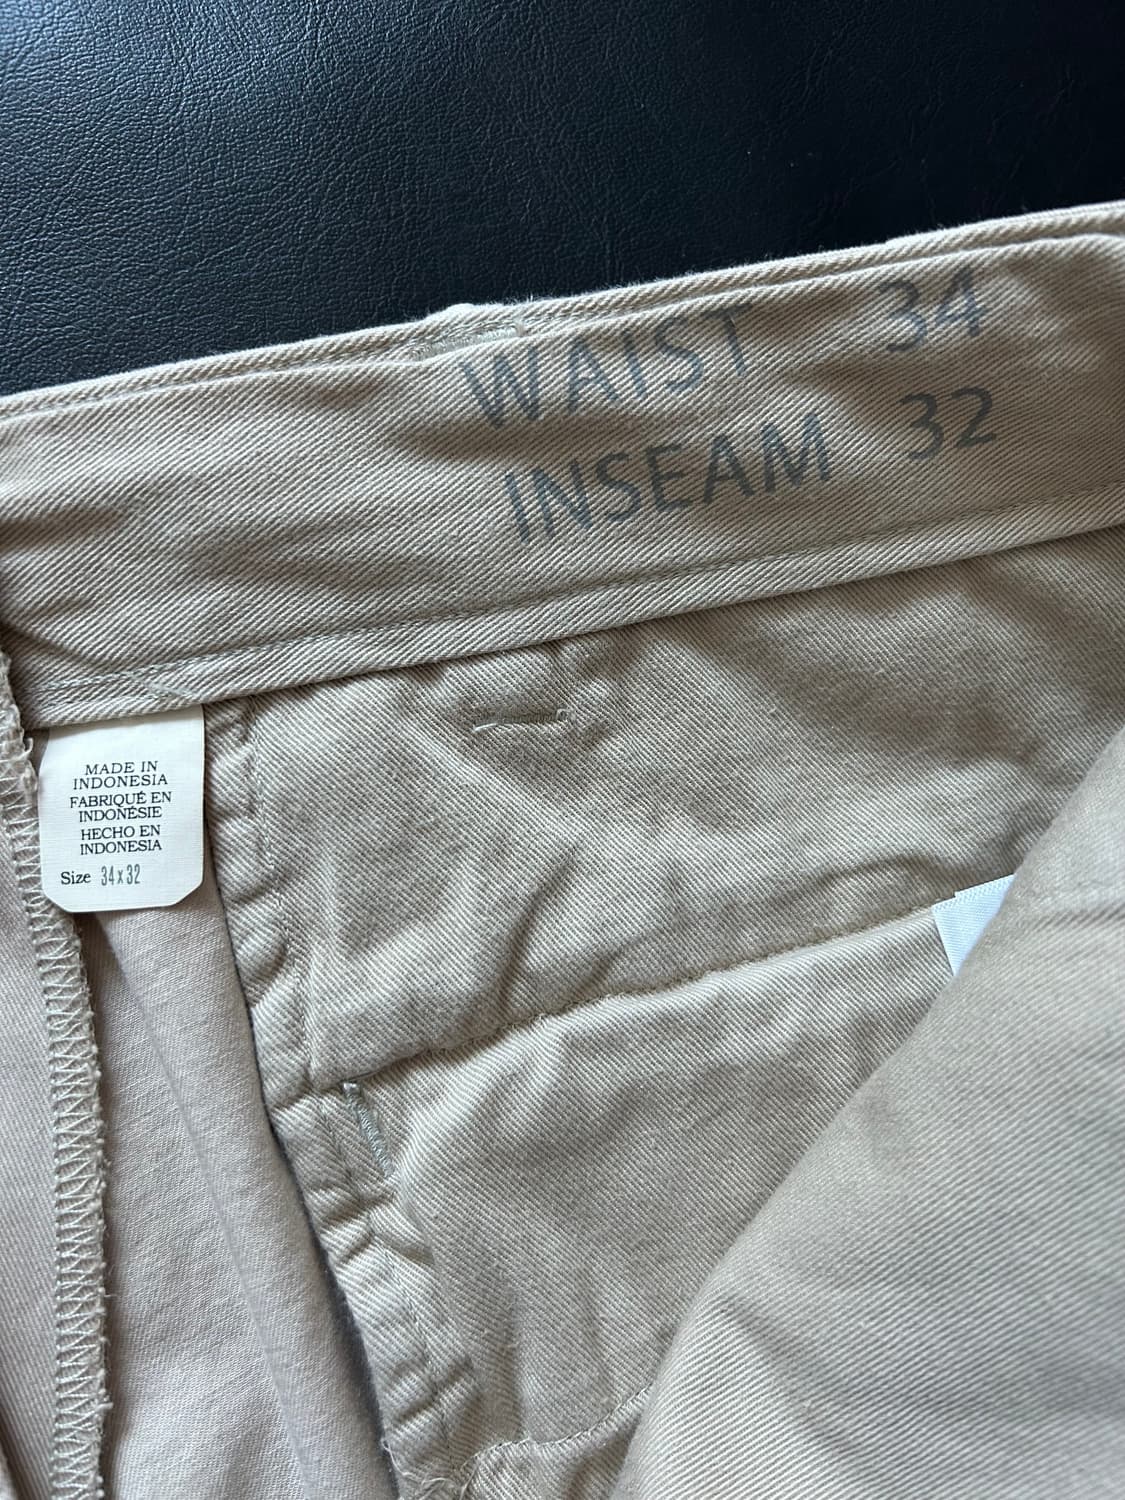 WAIST 34
INSEAM 32
MADE IN
INDONESIA
FABRIQUÉ EN
INDONÉSIE
HECHO EN
INDONESIA
Size 34x32